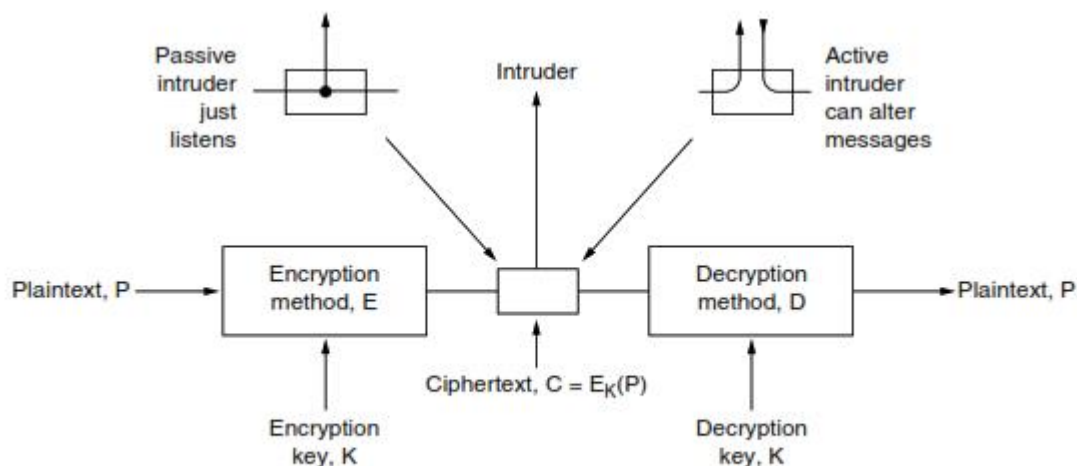 Passive
intruder
just
listens
Intruder
Active
intruder
can alter
messages
Plaintext, P
Encryption
method, E
Decryption
method, D
Plaintext, P
Ciphertext, C = E_K(P)
Encryption
key, K
Decryption
key, K